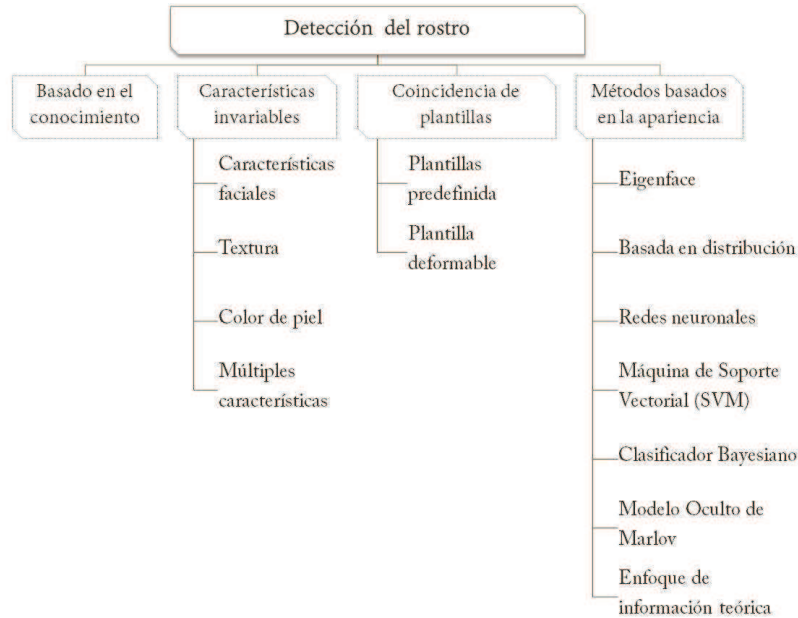 Detección del rostro
Basado en el
conocimiento
Características
invariables
Características
faciales
Textura
Color de piel
Múltiples
características
Coincidencia de
plantillas
Plantillas
predefinida
Plantilla
deformable
Métodos basados
en la apariencia
Eigenface
Basada en distribución
Redes neuronales
Máquina de Soporte
Vectorial (SVM)
Clasificador Bayesiano
Modelo Oculto de
Marlov
Enfoque de
información teórica